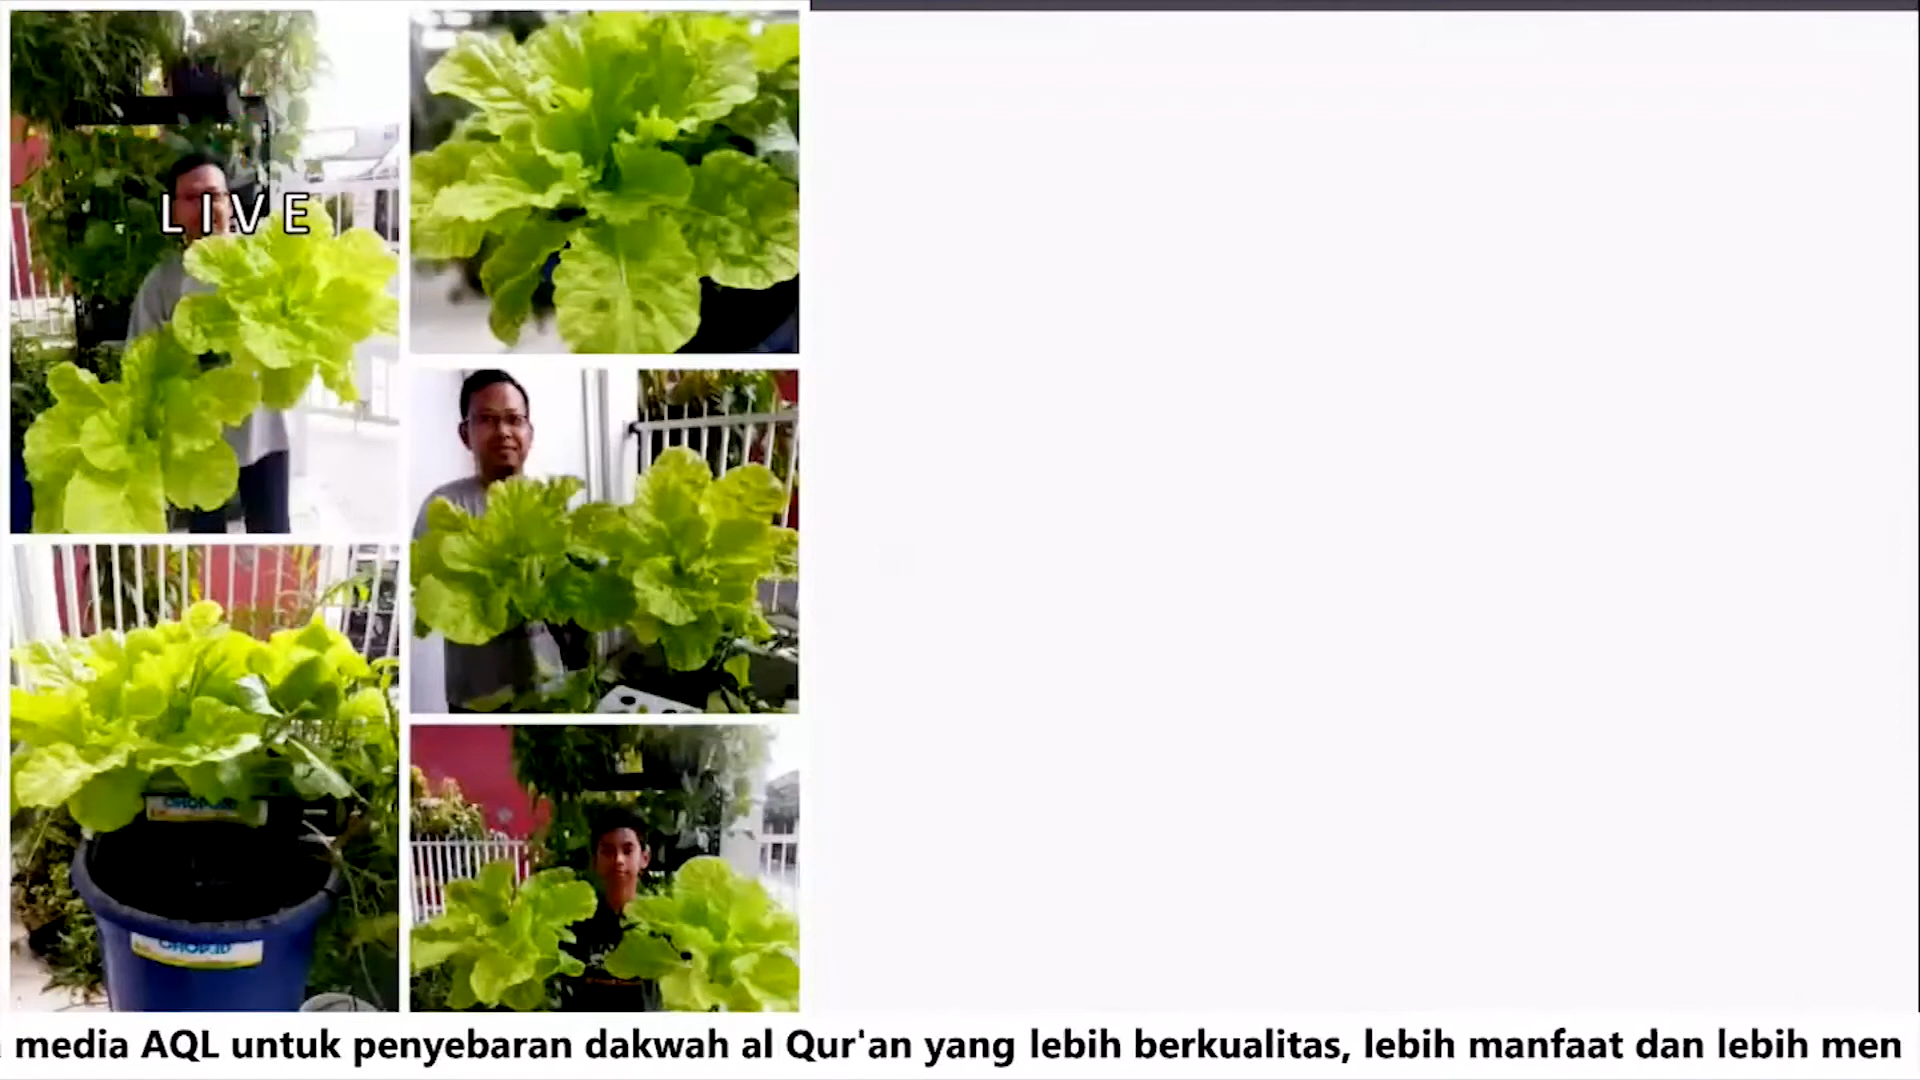 LIVE
media AQL untuk penyebaran dakwah al Qur'an yang lebih berkualitas, lebih manfaat dan lebih men